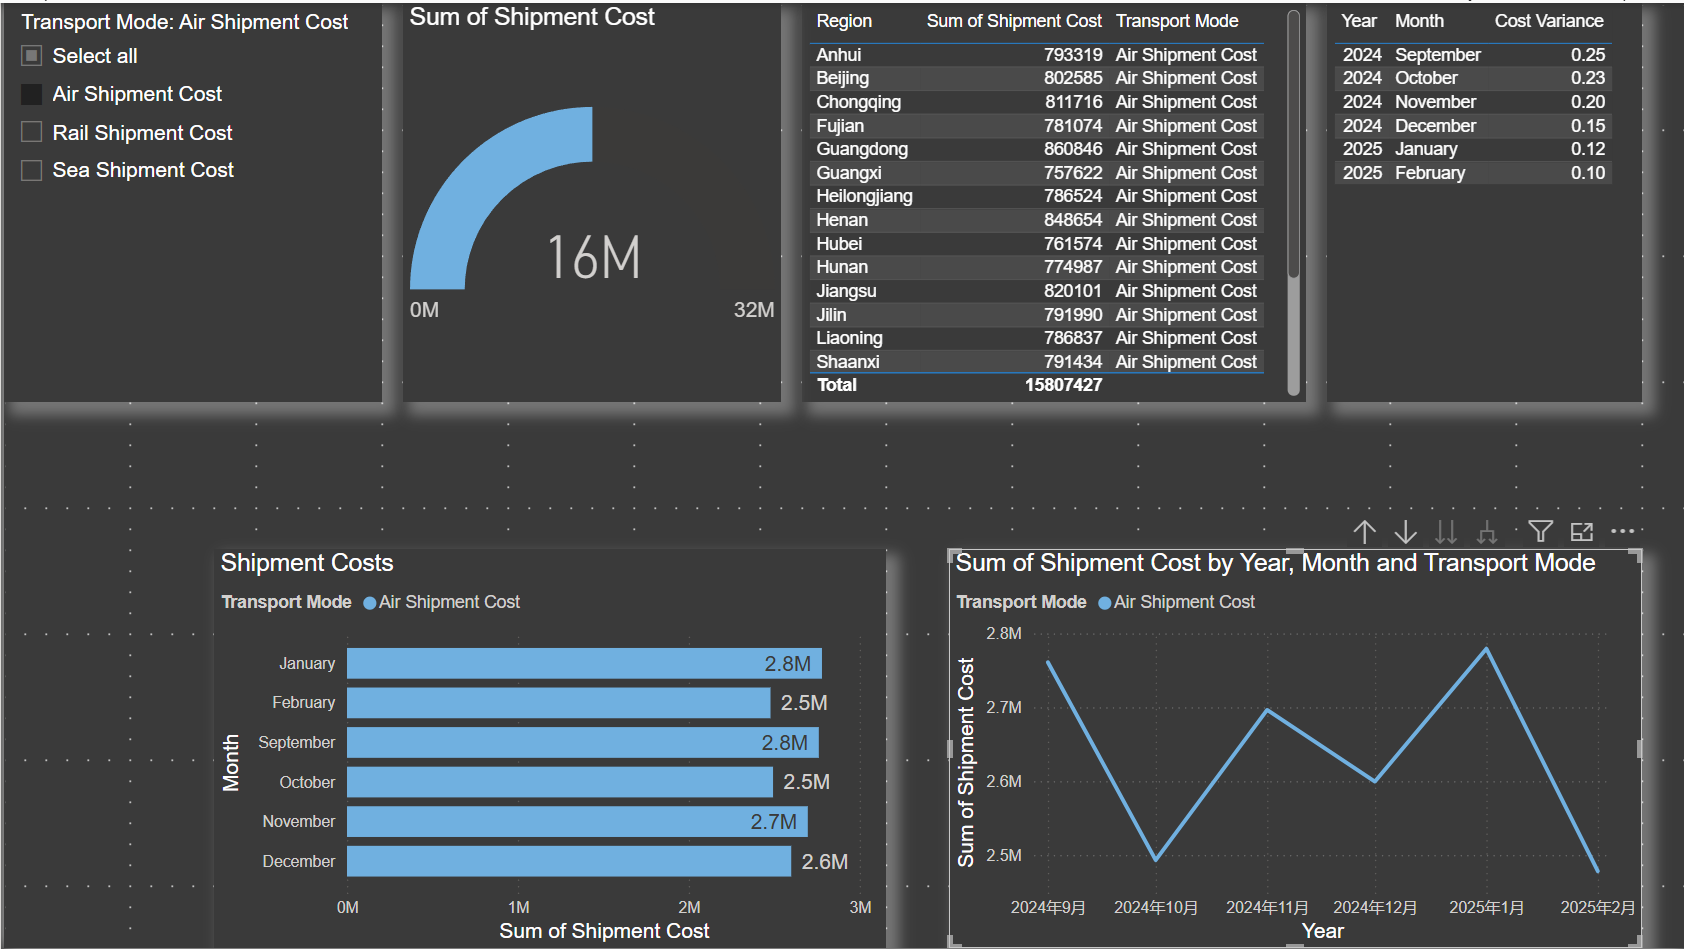 Transport Mode: Air Shipment Cost
Select all
Air Shipment Cost
Rail Shipment Cost
Sea Shipment Cost
Sum of Shipment Cost
16M
0M 32M
Region Sum of Shipment Cost Transport Mode
Anhui 793319 Air Shipment Cost
Beijing 802585 Air Shipment Cost
Chongqing 811716 Air Shipment Cost
Fujian 781074 Air Shipment Cost
Guangdong 860846 Air Shipment Cost
Guangxi 757622 Air Shipment Cost
Heilongjiang 786524 Air Shipment Cost
Henan 848654 Air Shipment Cost
Hubei 761574 Air Shipment Cost
Hunan 774987 Air Shipment Cost
Jiangsu 820101 Air Shipment Cost
Jilin 791990 Air Shipment Cost
Liaoning 786837 Air Shipment Cost
Shaanxi 791434 Air Shipment Cost
Total 15807427
Year Month Cost Variance
2024 September 0.25
2024 October 0.23
2024 November 0.20
2024 December 0.15
2025 January 0.12
2025 February 0.10
Shipment Costs
Transport Mode Air Shipment Cost
Month
January 2.8M
February 2.5M
September 2.8M
October 2.5M
November 2.7M
December 2.6M
0M 1M 2M 3M
Sum of Shipment Cost
Sum of Shipment Cost by Year, Month and Transport Mode
Transport Mode Air Shipment Cost
Sum of Shipment Cost
2.8M
2.7M
2.6M
2.5M
2024年9月 2024年10月 2024年11月 2024年12月 2025年1月 2025年2月
Year